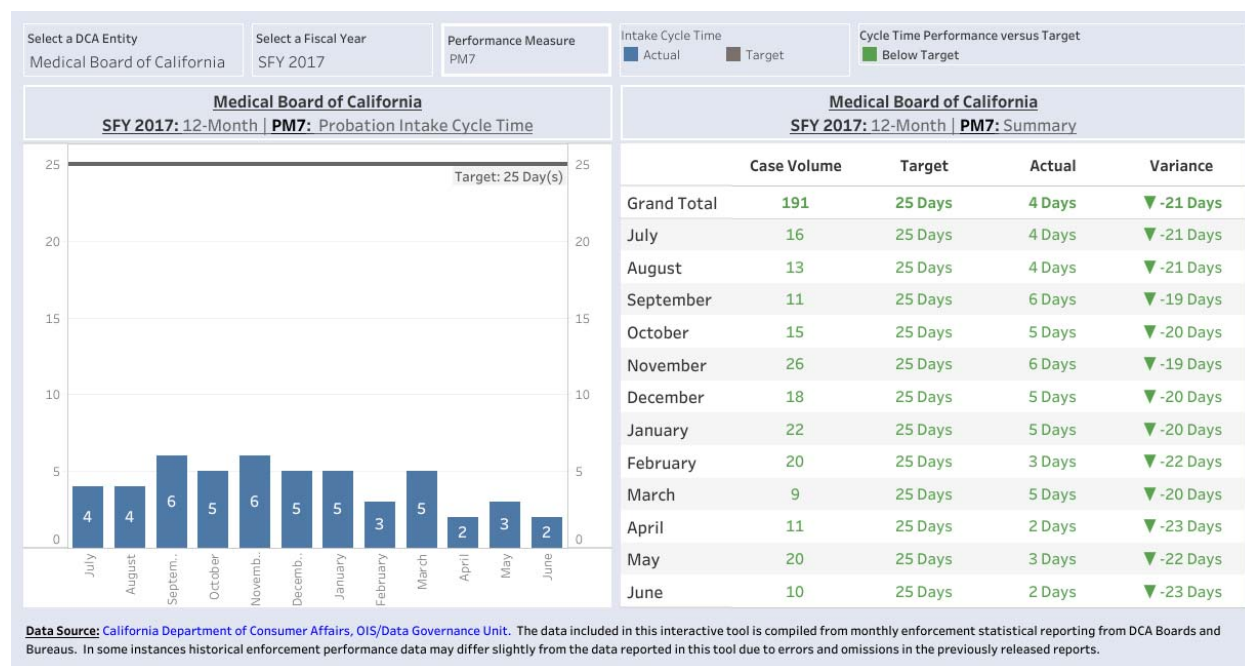 Select a DCA Entity
Medical Board of California
Select a Fiscal Year
SFY 2017
Performance Measure
PM7
Intake Cycle Time
Actual
Target
Cycle Time Performance versus Target
Below Target
Medical Board of California
SFY 2017: 12-Month | PM7: Probation Intake Cycle Time
25
20
15
10
5
0
Target: 25 Day(s)
25
20
15
10
5
0
4 4 6 5 6 5 5 3 5 2 3 2
July August Septem.. October Novemb.. Decemb.. January February March April May June
Medical Board of California
SFY 2017: 12-Month | PM7: Summary
Case Volume Target Actual Variance
Grand Total 191 25 Days 4 Days ▼ -21 Days
July 16 25 Days 4 Days ▼ -21 Days
August 13 25 Days 4 Days ▼ -21 Days
September 11 25 Days 6 Days ▼ -19 Days
October 15 25 Days 5 Days ▼ -20 Days
November 26 25 Days 6 Days ▼ -19 Days
December 18 25 Days 5 Days ▼ -20 Days
January 22 25 Days 5 Days ▼ -20 Days
February 20 25 Days 3 Days ▼ -22 Days
March 9 25 Days 5 Days ▼ -20 Days
April 11 25 Days 2 Days ▼ -23 Days
May 20 25 Days 3 Days ▼ -22 Days
June 10 25 Days 2 Days ▼ -23 Days
Data Source: California Department of Consumer Affairs, OIS/Data Governance Unit. The data included in this interactive tool is compiled from monthly enforcement statistical reporting from DCA Boards and
Bureaus. In some instances historical enforcement performance data may differ slightly from the data reported in this tool due to errors and omissions in the previously released reports.